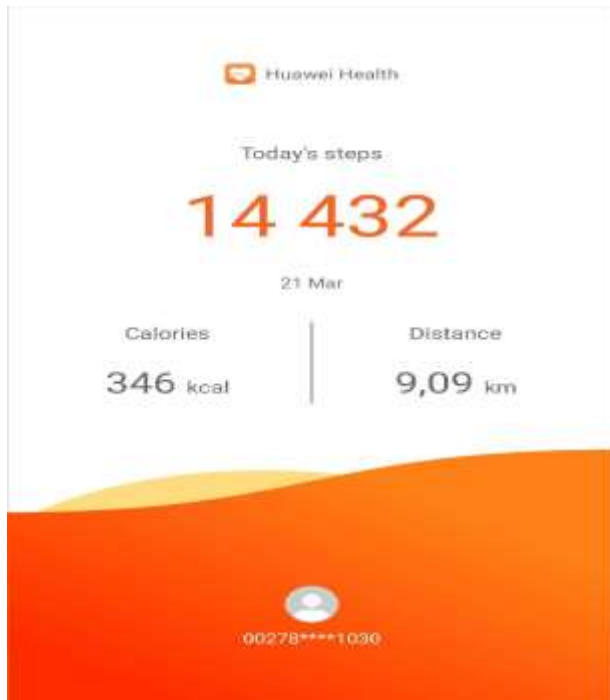 Huawei Health
Today's steps
14 432
21 Mar
Calories
Distance
346 kcal
9,09 km
00278****1030